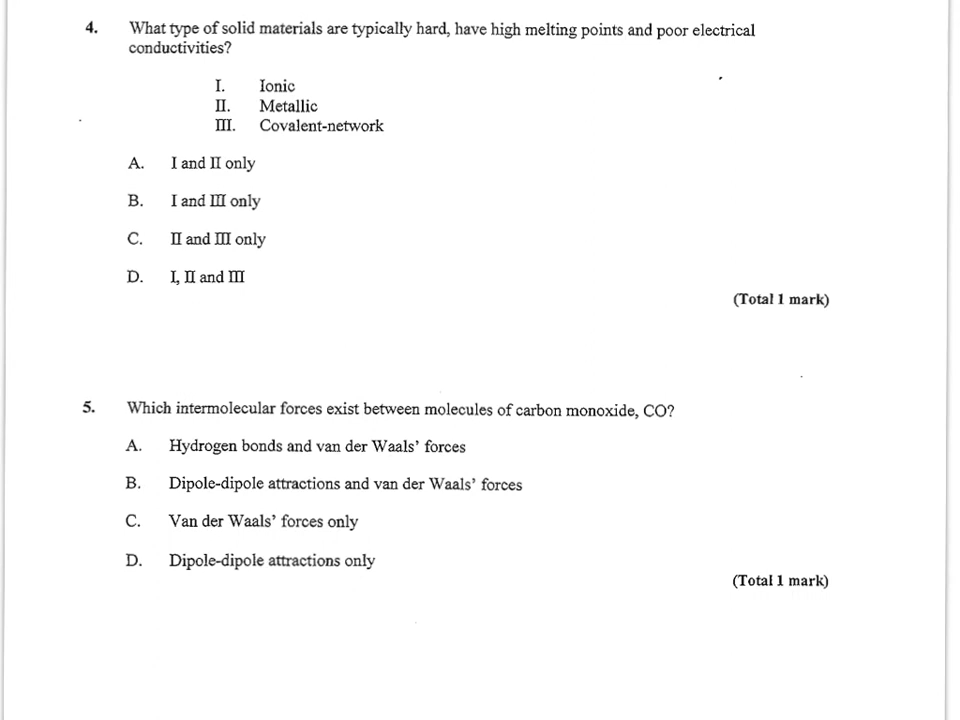 4. What type of solid materials are typically hard, have high melting points and poor electrical
conductivities?
I. Ionic
II. Metallic
III. Covalent-network
A. I and II only
B. I and III only
C. II and III only
D. I, II and III
(Total 1 mark)
5. Which intermolecular forces exist between molecules of carbon monoxide, CO?
A. Hydrogen bonds and van der Waals’ forces
B. Dipole-dipole attractions and van der Waals’ forces
C. Van der Waals’ forces only
D. Dipole-dipole attractions only
(Total 1 mark)